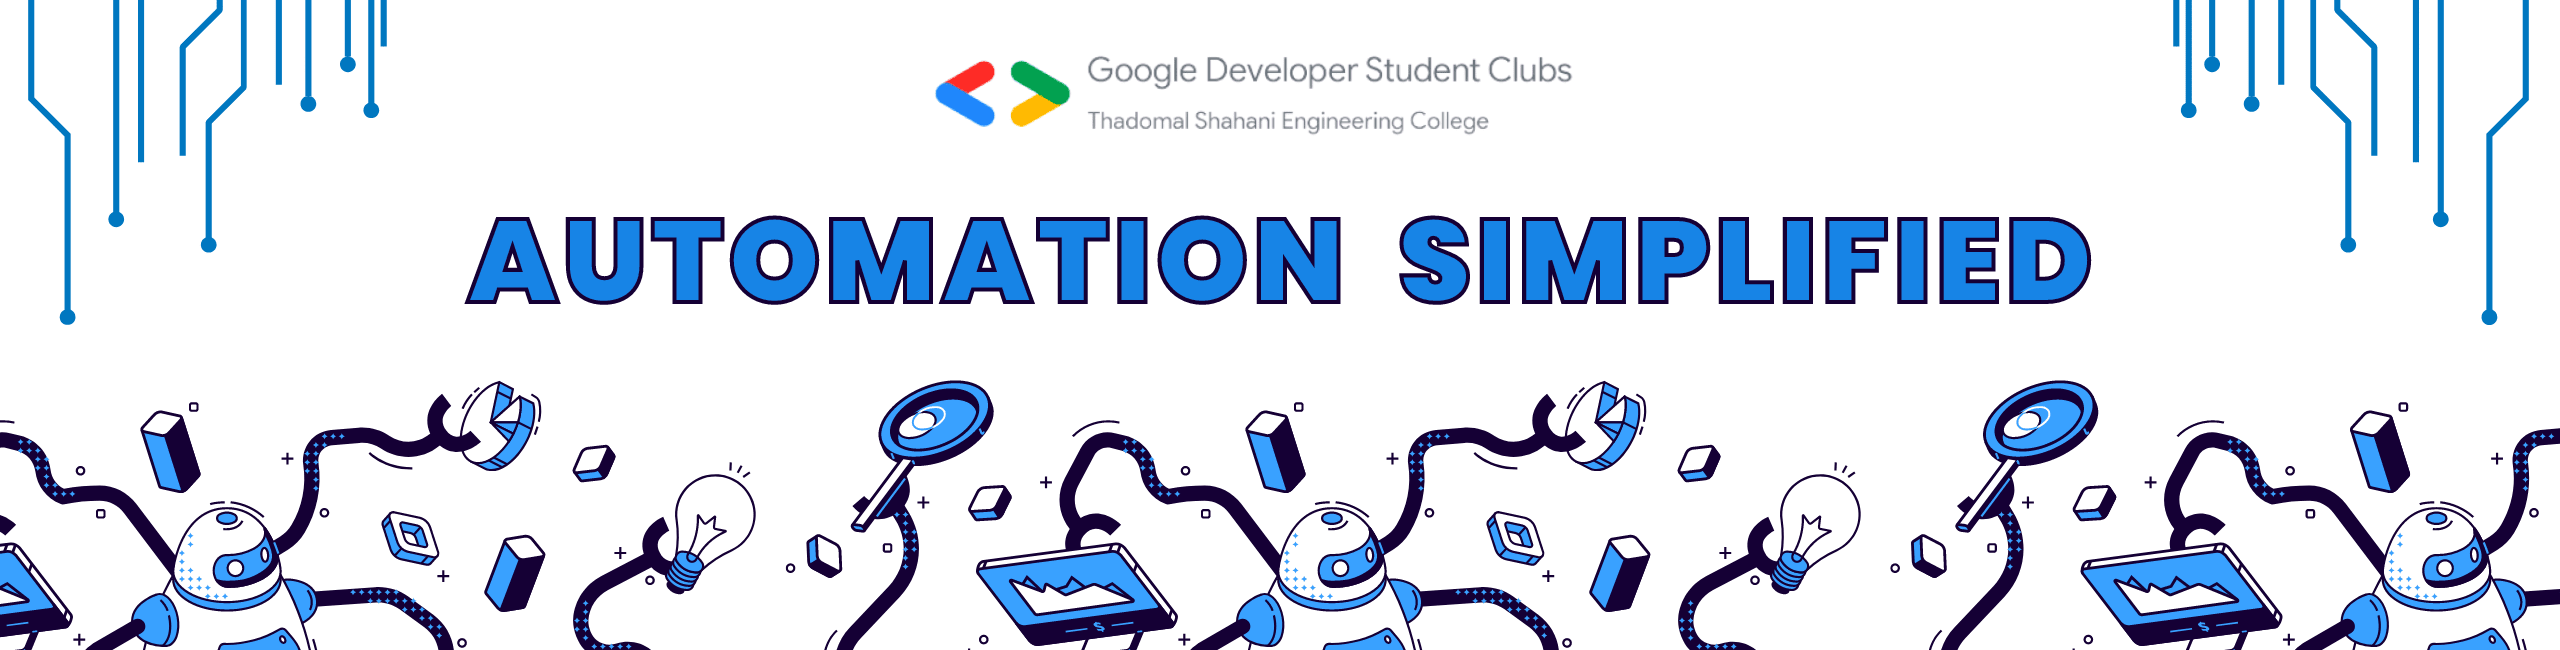 Google Developer Student Clubs
Thadomal Shahani Engineering College
AUTOMATION SIMPLIFIED
$
$